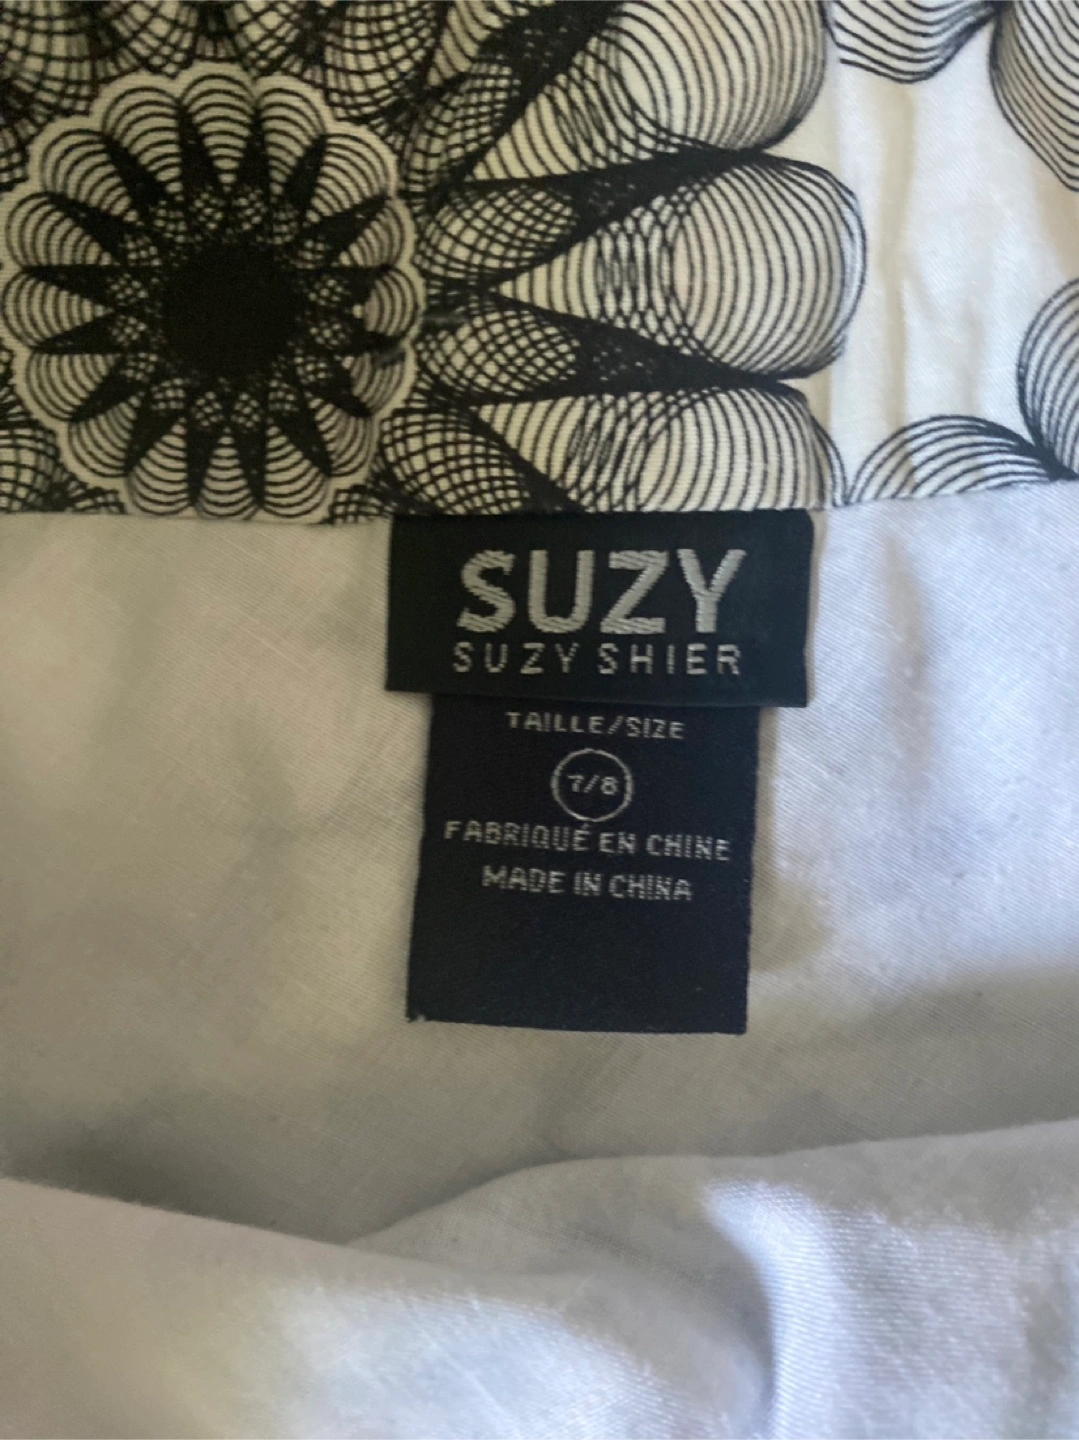 SUZY
SUZY SHIER
TAILLE/SIZE
7/8
FABRIQUÉ EN CHINE
MADE IN CHINA